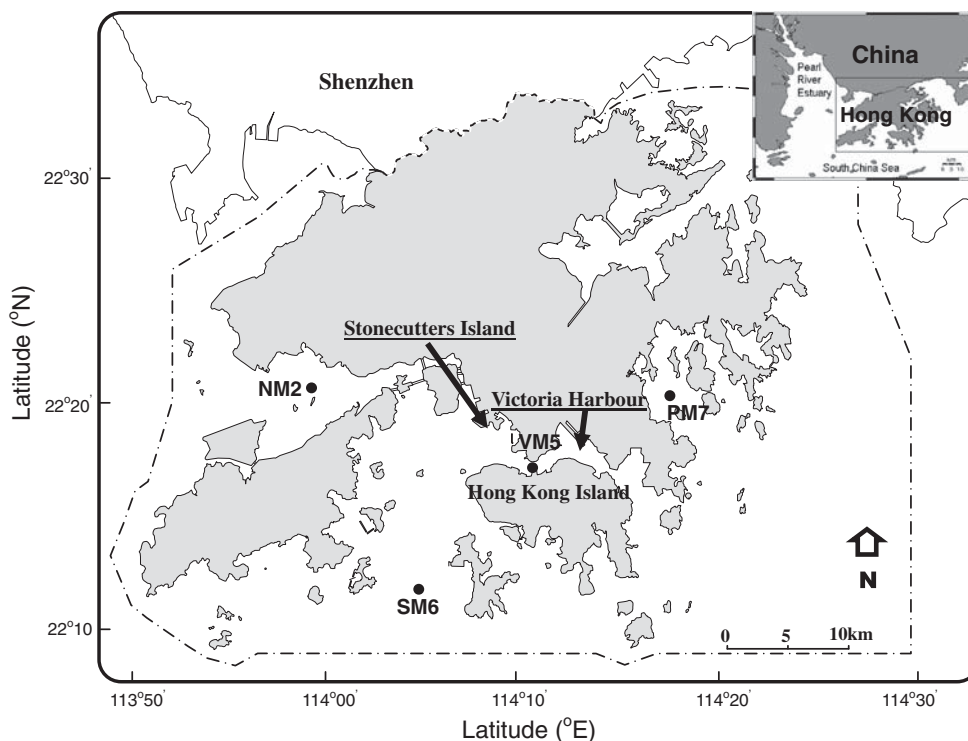 Shenzhen
China
Pearl
River
Estuary
Hong Kong
South China Sea
22°30'
22°20'
22°10'
Latitude (°N)
Stonecutters Island
NM2
Victoria Harbour
PM7
VM5
Hong Kong Island
SM6
N
0 5 10km
113°50' 114°00' 114°10' 114°20' 114°30'
Latitude (°E)